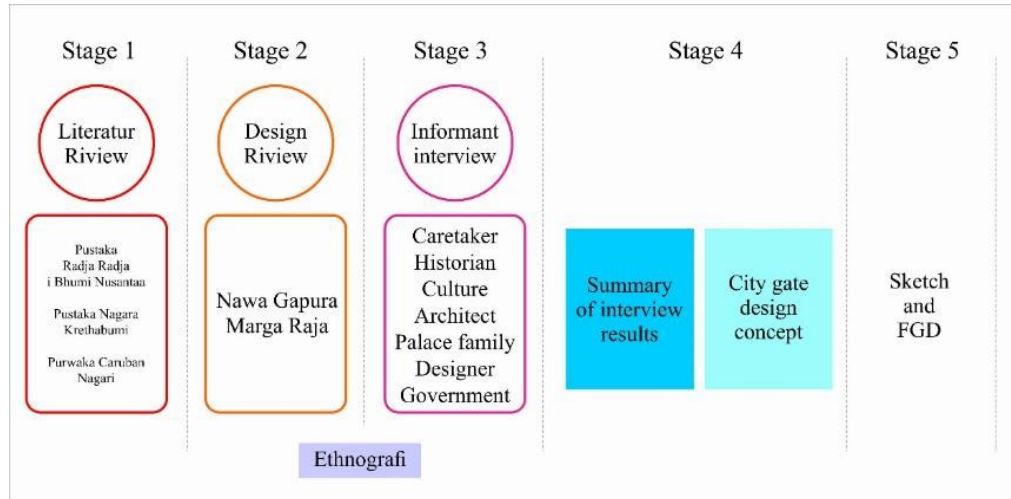 Stage 1
Stage 2
Stage 3
Stage 4
Stage 5
Literatur
Riview
Design
Riview
Informant
interview
Pustaka
Radja Radja
i Bhumi Nusantaa
Pustaka Nagara
Krethabumi
Purwaka Caruban
Nagari
Nawa Gapura
Marga Raja
Caretaker
Historian
Culture
Architect
Palace family
Designer
Government
Summary
of interview
results
City gate
design
concept
Sketch
and
FGD
Ethnografi